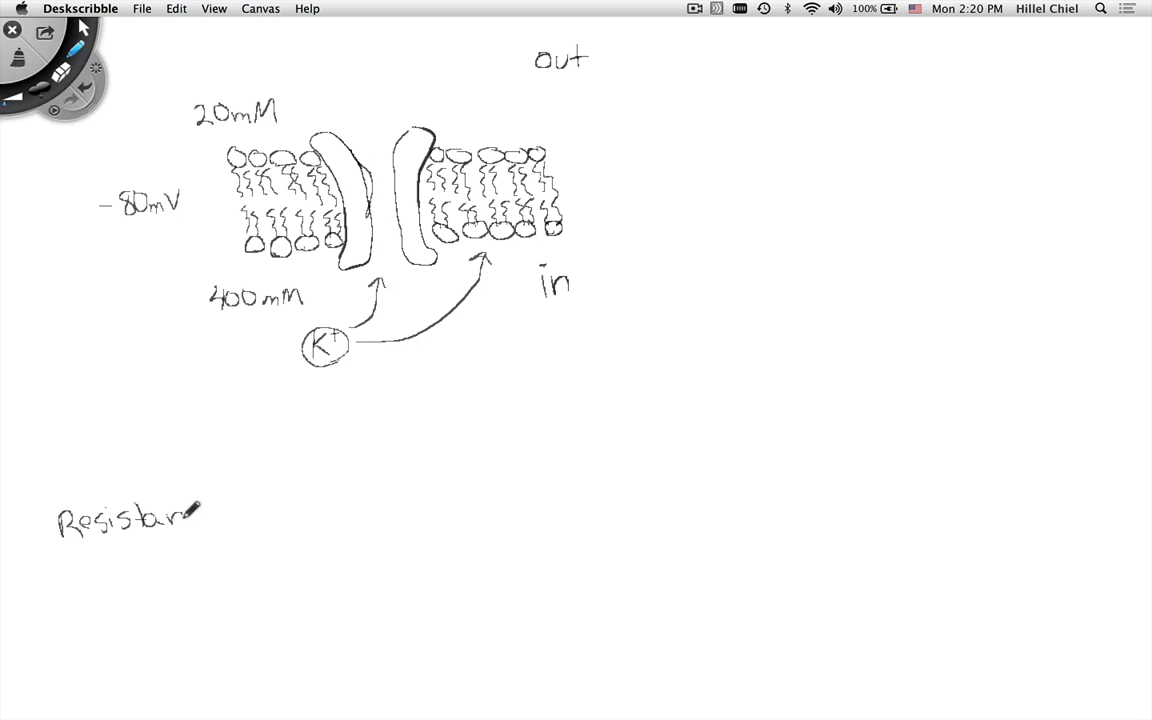 Deskscribble File Edit View Canvas Help 100% Mon 2:20 PM Hillel Chiel
out
20mM
-80mV
in
400mM
K+
Resistan